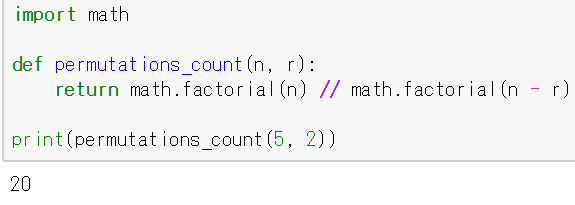 import math
def permutations_count(n, r):
    return math.factorial(n) // math.factorial(n - r)
print(permutations_count(5, 2))
20